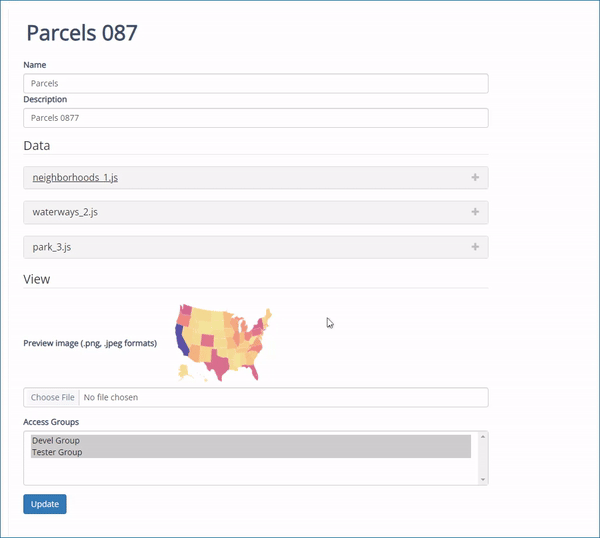 Parcels 087
Name
Parcels
Description
Parcels 0877
Data
neighborhoods_1.js
waterways_2.js
park_3.js
View
Preview image (.png, .jpeg formats)
Choose File No file chosen
Access Groups
Devel Group
Tester Group
Update